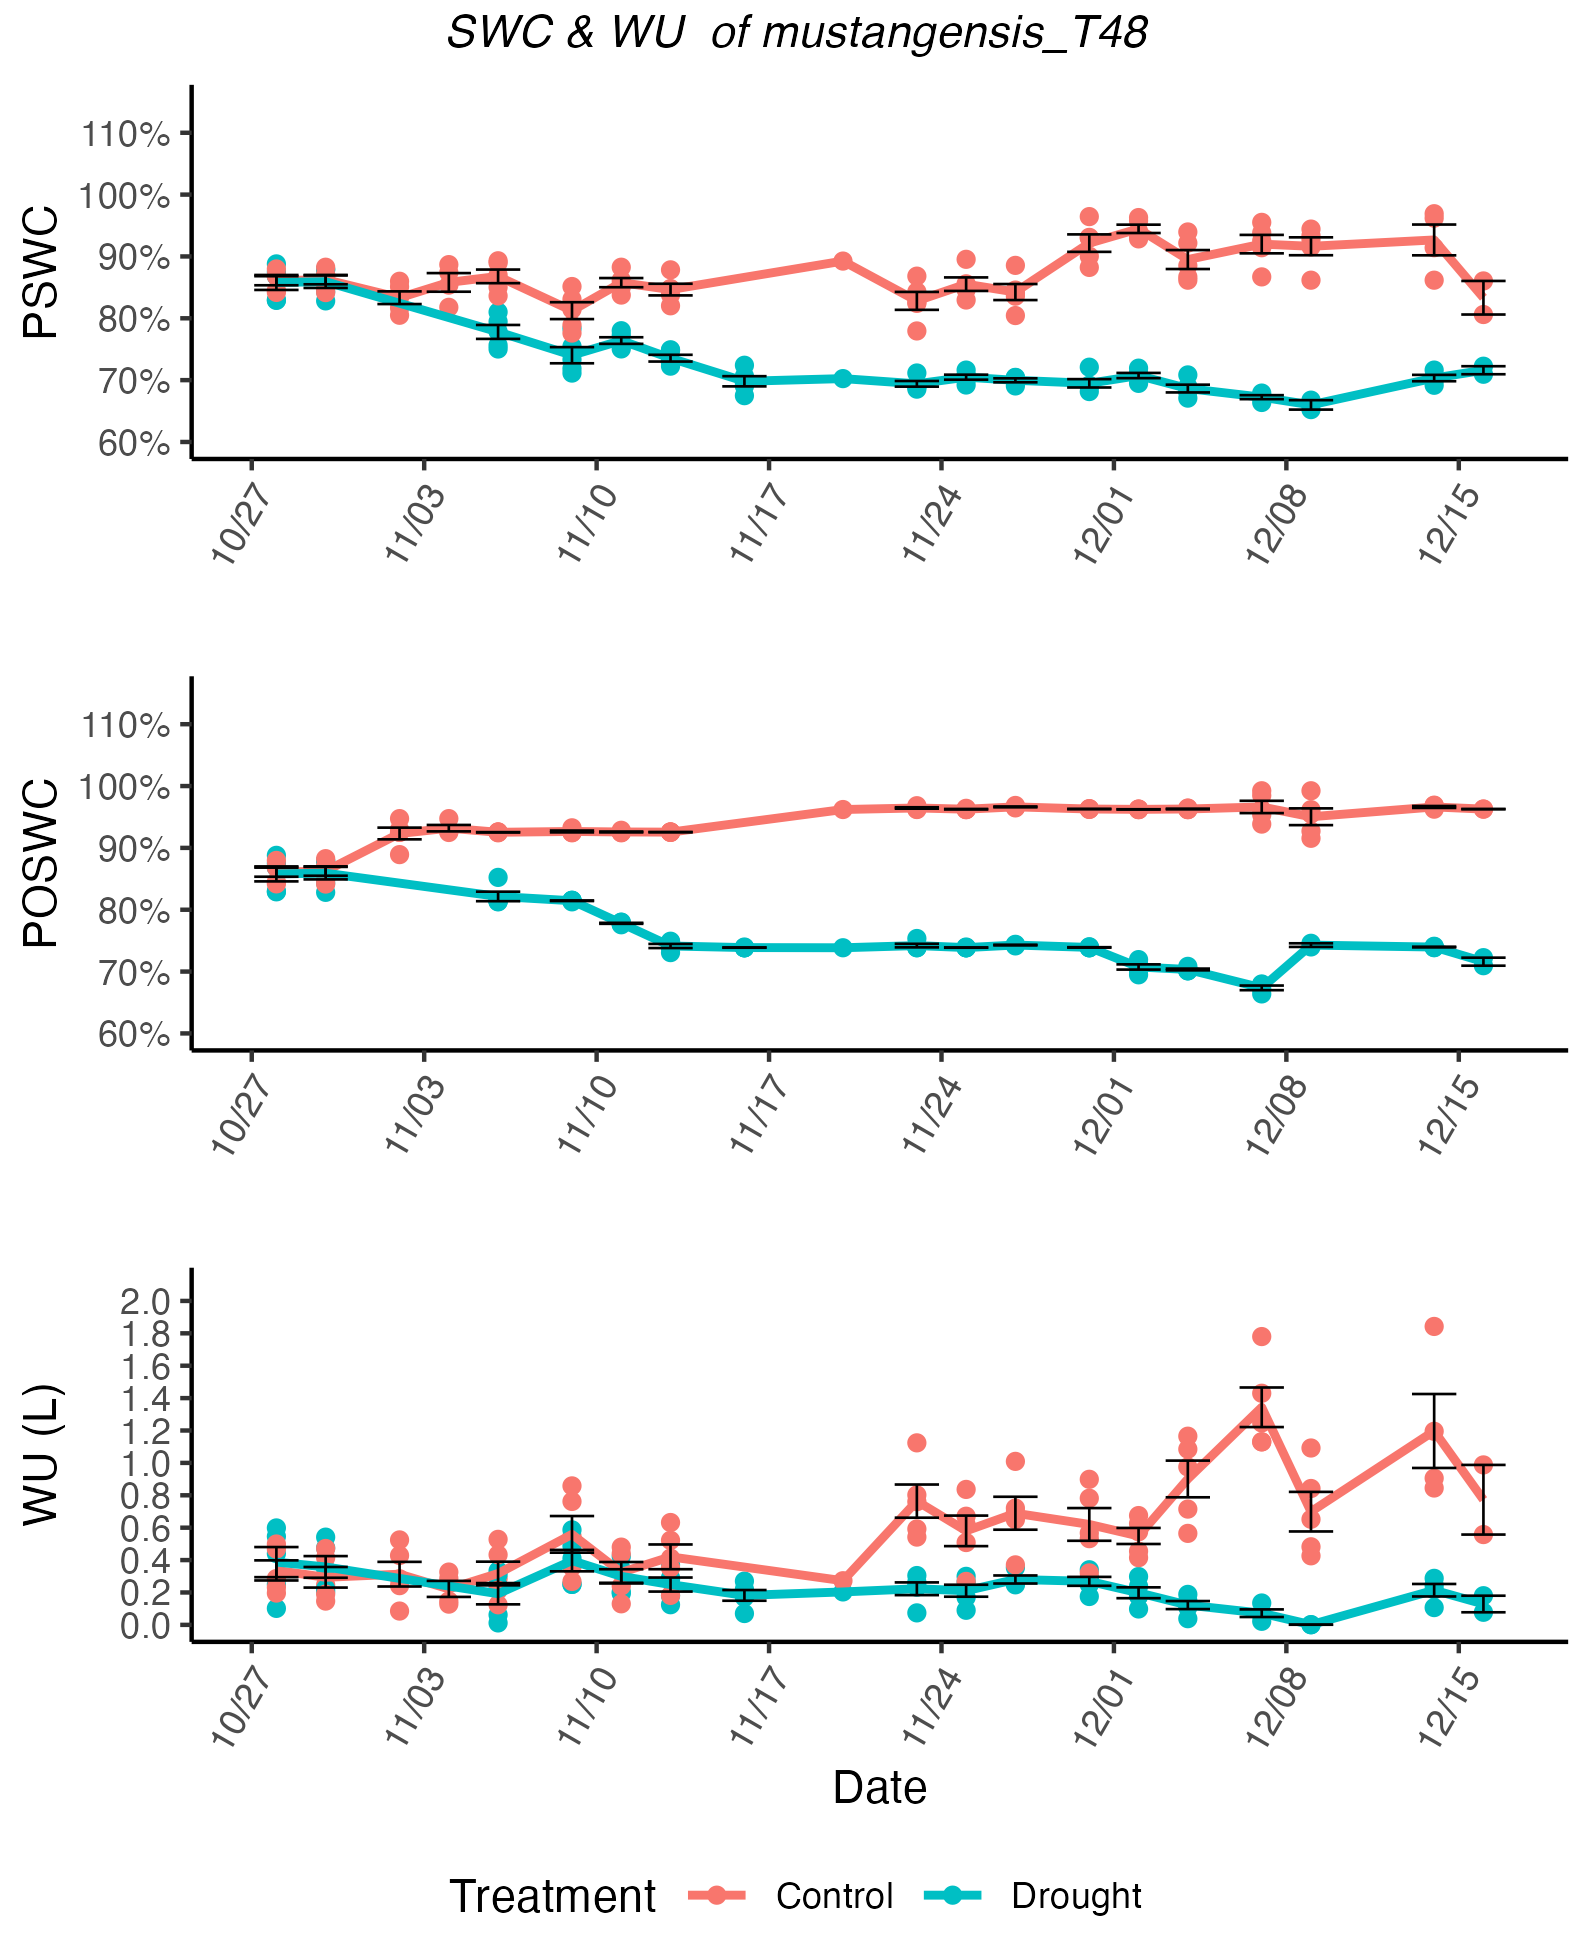 SWC & WU of mustangensis_T48
PSWC
110%
100%
90%
80%
70%
60%
10/27 11/03 11/10 11/17 11/24 12/01 12/08 12/15
POSWC
110%
100%
90%
80%
70%
60%
10/27 11/03 11/10 11/17 11/24 12/01 12/08 12/15
WU (L)
2.0
1.8
1.6
1.4
1.2
1.0
0.8
0.6
0.4
0.2
0.0
10/27 11/03 11/10 11/17 11/24 12/01 12/08 12/15
Date
Treatment Control Drought